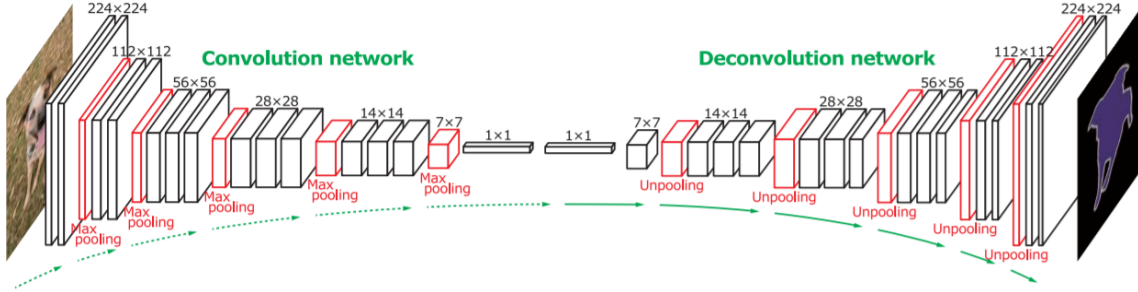 224×224
112×112
56×56
28×28
14×14
7×7
1×1
1×1
7×7
14×14
28×28
56×56
112×112
224×224
Convolution network
Deconvolution network
Max
pooling
Max
pooling
Max
pooling
Max
pooling
Max
pooling
Unpooling
Unpooling
Unpooling
Unpooling
Unpooling